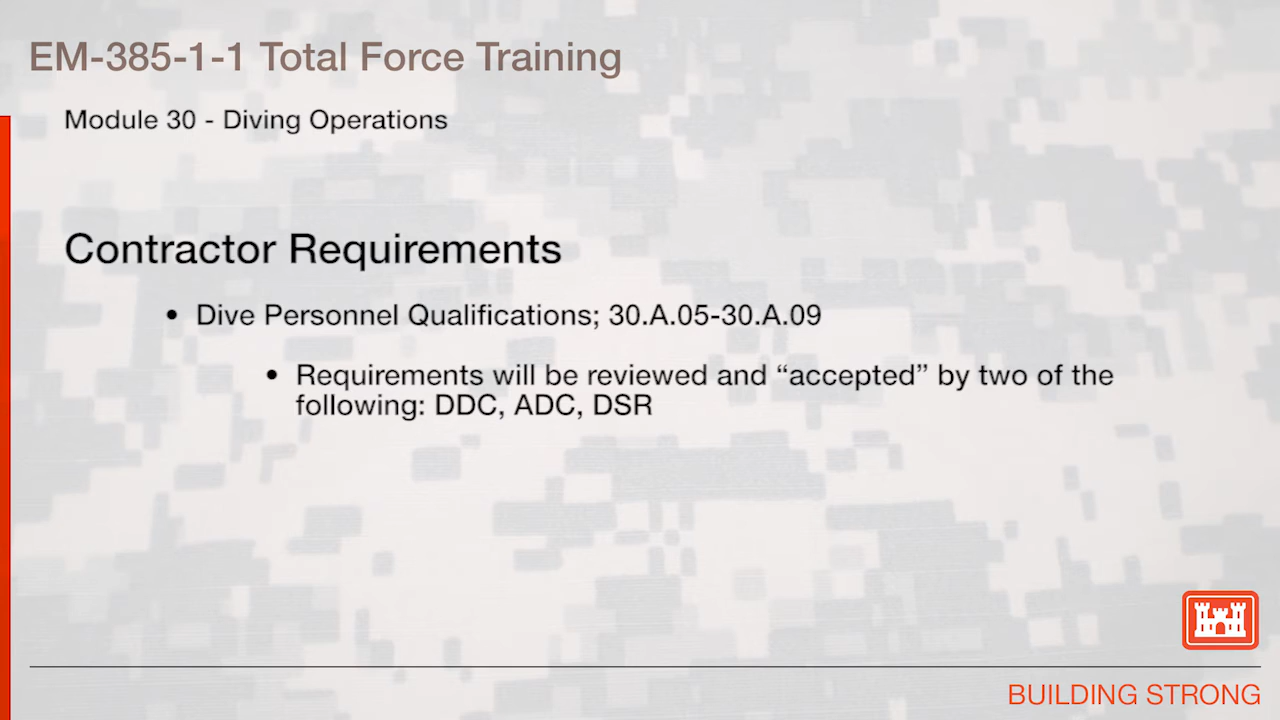 EM-385-1-1 Total Force Training
Module 30 - Diving Operations
Contractor Requirements
• Dive Personnel Qualifications; 30.A.05-30.A.09
• Requirements will be reviewed and “accepted” by two of the
following: DDC, ADC, DSR
BUILDING STRONG